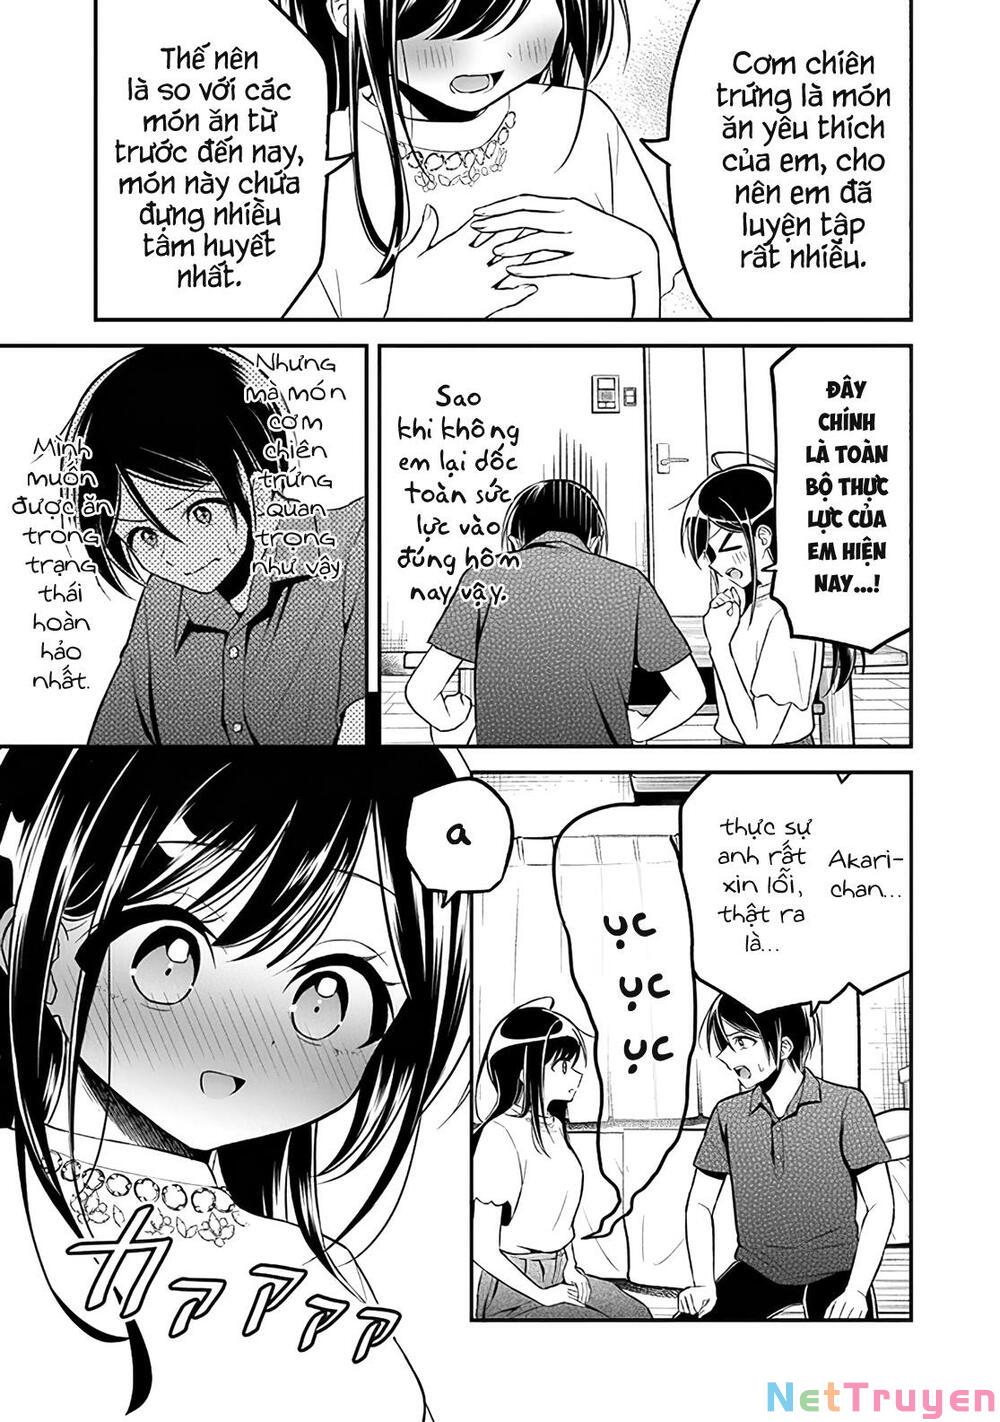 Cơm chiên
trứng là món
ăn yêu thích
của em, cho
nên em đã
luyện tập
rất nhiều.
Thế nên
là so với các
món ăn từ
trước đến nay,
món này chứa
đựng nhiều
tâm huyết
nhất.
ĐÂY
CHÍNH
LÀ TOÀN
BỘ THỰC
LỰC CỦA
EM HIỆN
NAY...!
Sao
khi không
em lại dốc
toàn sức
lực vào
đúng hôm
nay vậy.
Nhưng
mà món
cơm
chiên
trứng
quan
trọng
như vậy
Mình
muốn
được ăn
trong
trạng
thái
hoàn
hảo
nhất.
Akari-
chan...
thực sự
anh rất
xin lỗi,
thật ra
là...
ục
ục
ục
a
カァァァァ
NetTruyen